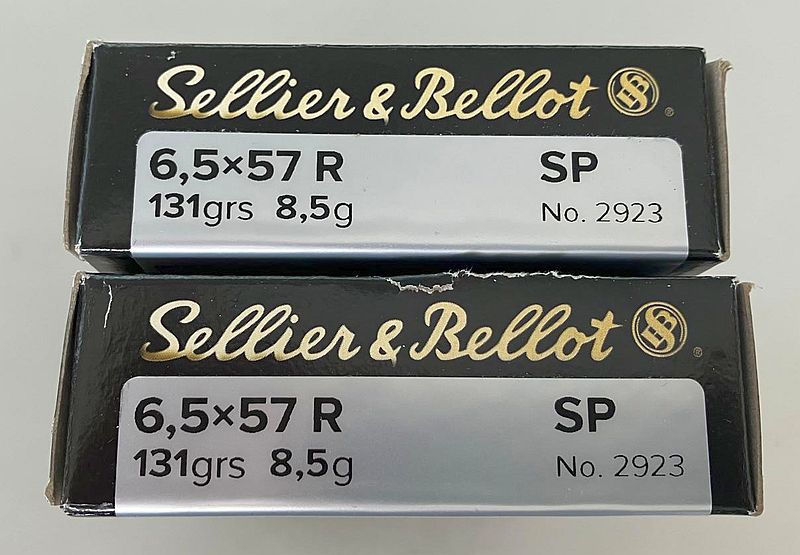 Sellier & Bellot
6,5×57 R SP
131grs 8,5g No. 2923
Sellier & Bellot
6,5×57 R SP
131grs 8,5g No. 2923